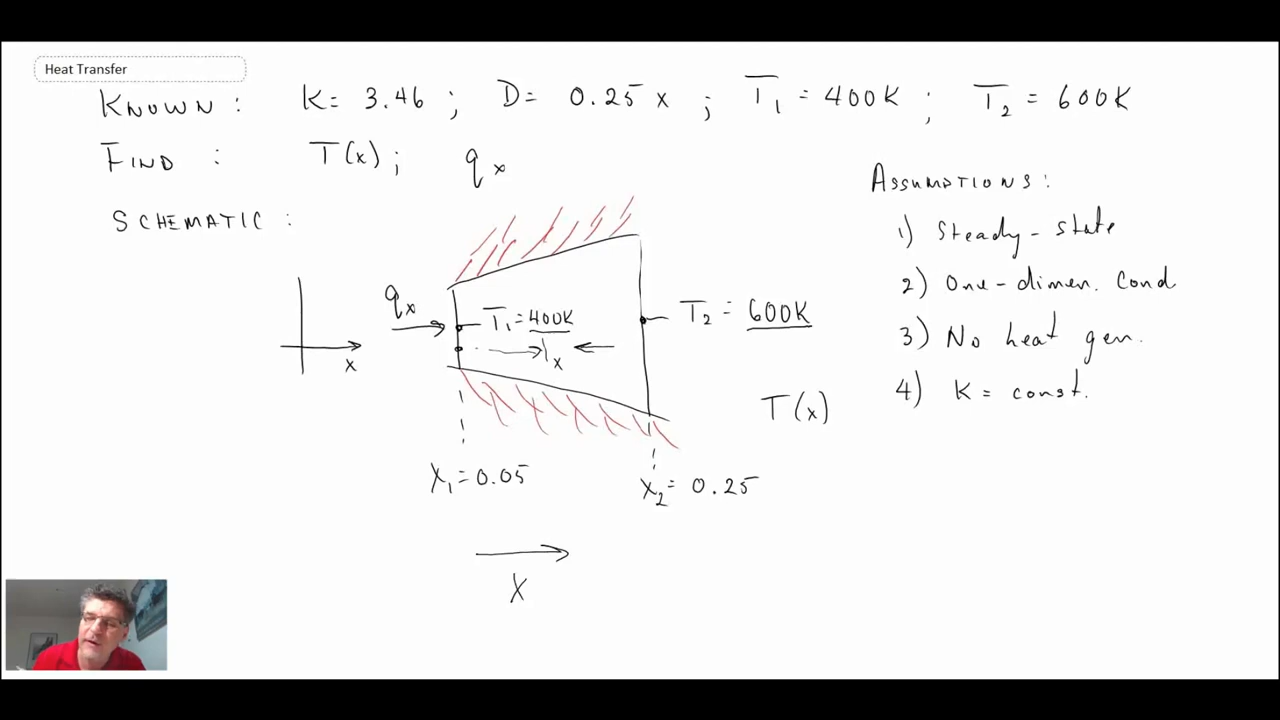 Heat Transfer
KNOWN : K= 3.46 ; D= 0.25 x ; T₁ = 400K ; T₂ = 600K
FIND : T(x) ; qx
ASSUMPTIONS :
SCHEMATIC :
1) Steady-state
2) One-dimen. Cond
3) No heat gen.
4) K = const.
qx
T₁=400K
T₂= 600K
x
x
T(x)
X₁=0.05
X₂= 0.25
X